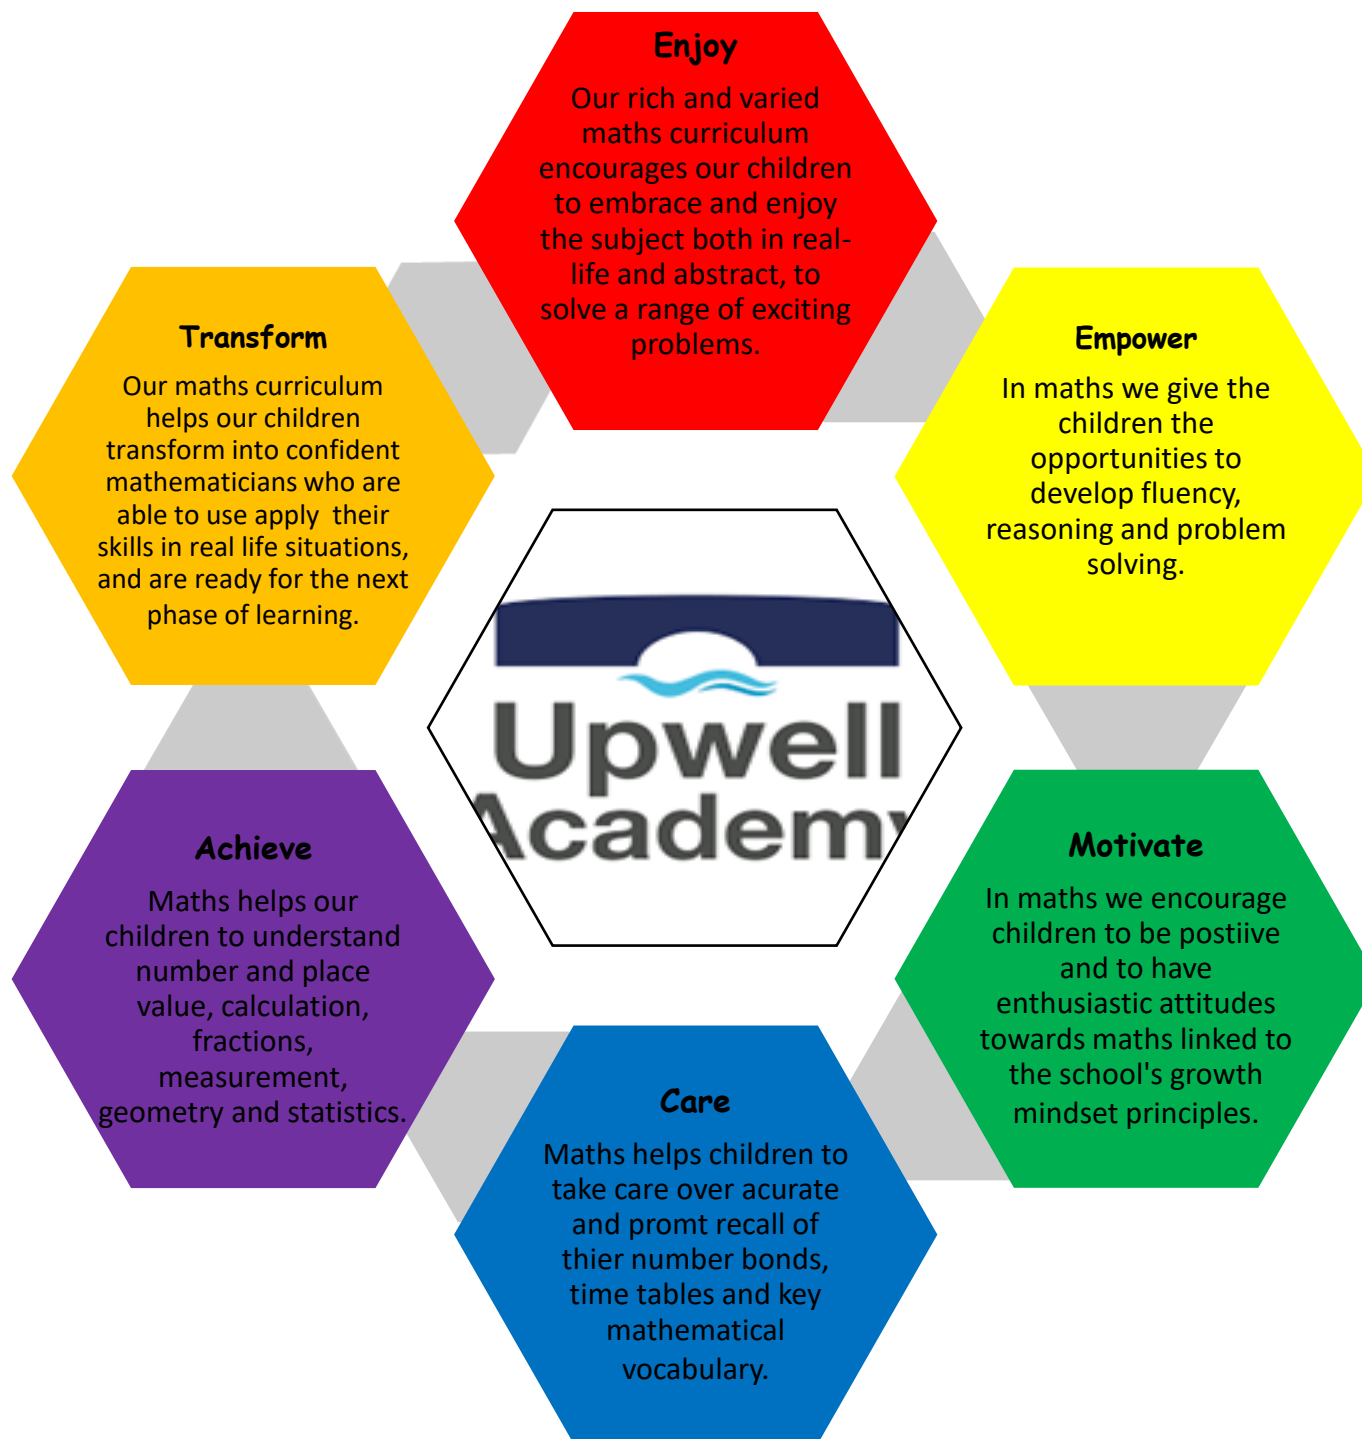 Enjoy
Our rich and varied
maths curriculum
encourages our children
to embrace and enjoy
the subject both in real-
life and abstract, to
solve a range of exciting
problems.
Empower
In maths we give the
children the
opportunities to
develop fluency,
reasoning and problem
solving.
Motivate
In maths we encourage
children to be postiive
and to have
enthusiastic attitudes
towards maths linked to
the school's growth
mindset principles.
Care
Maths helps children to
take care over acurate
and promt recall of
thier number bonds,
time tables and key
mathematical
vocabulary.
Achieve
Maths helps our
children to understand
number and place
value, calculation,
fractions,
measurement,
geometry and statistics.
Transform
Our maths curriculum
helps our children
transform into confident
mathematicians who are
able to use apply  their
skills in real life situations,
and are ready for the next
phase of learning.
Upwell
Academy